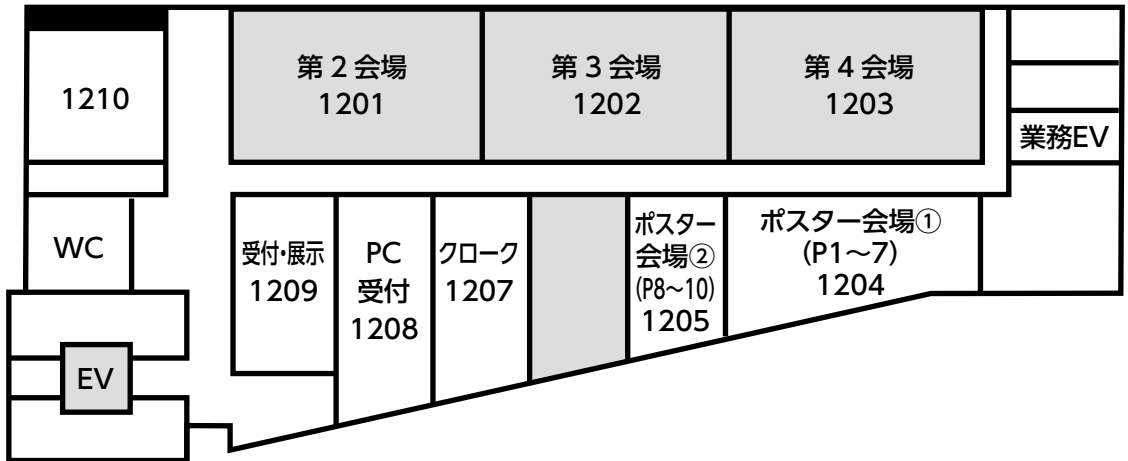 1210
第2会場
1201
第3会場
1202
第4会場
1203
業務EV
WC
受付・展示
1209
PC
受付
1208
クローク
1207
ポスター
会場②
(P8〜10)
1205
ポスター会場①
(P1〜7)
1204
EV